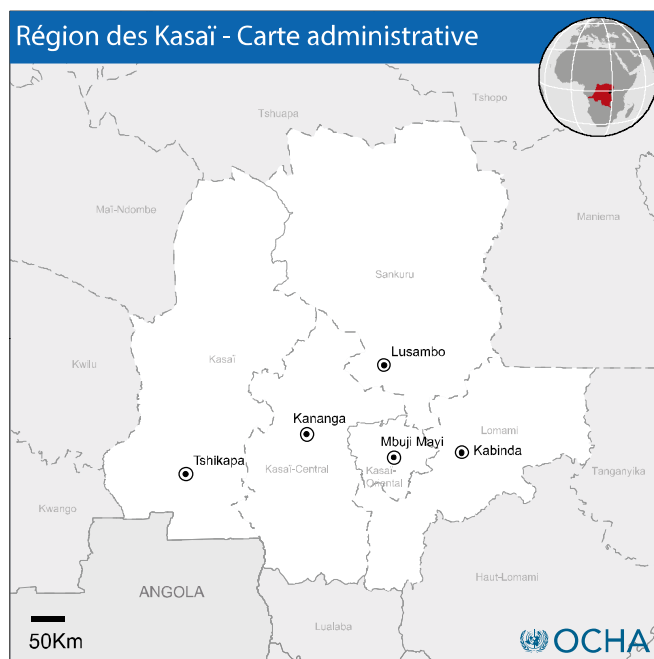 Région des Kasaï - Carte administrative
Tshopo
Tshuapa
Maï-Ndombe
Maniema
Sankuru
Lusambo
Kasaï
Kwilu
Kananga
Lomami
Mbuji Mayi
Kabinda
Tshikapa
Kasaï-Central
Kasaï-
Oriental
Tanganyika
Kwango
Haut-Lomami
ANGOLA
Lualaba
50Km
OCHA